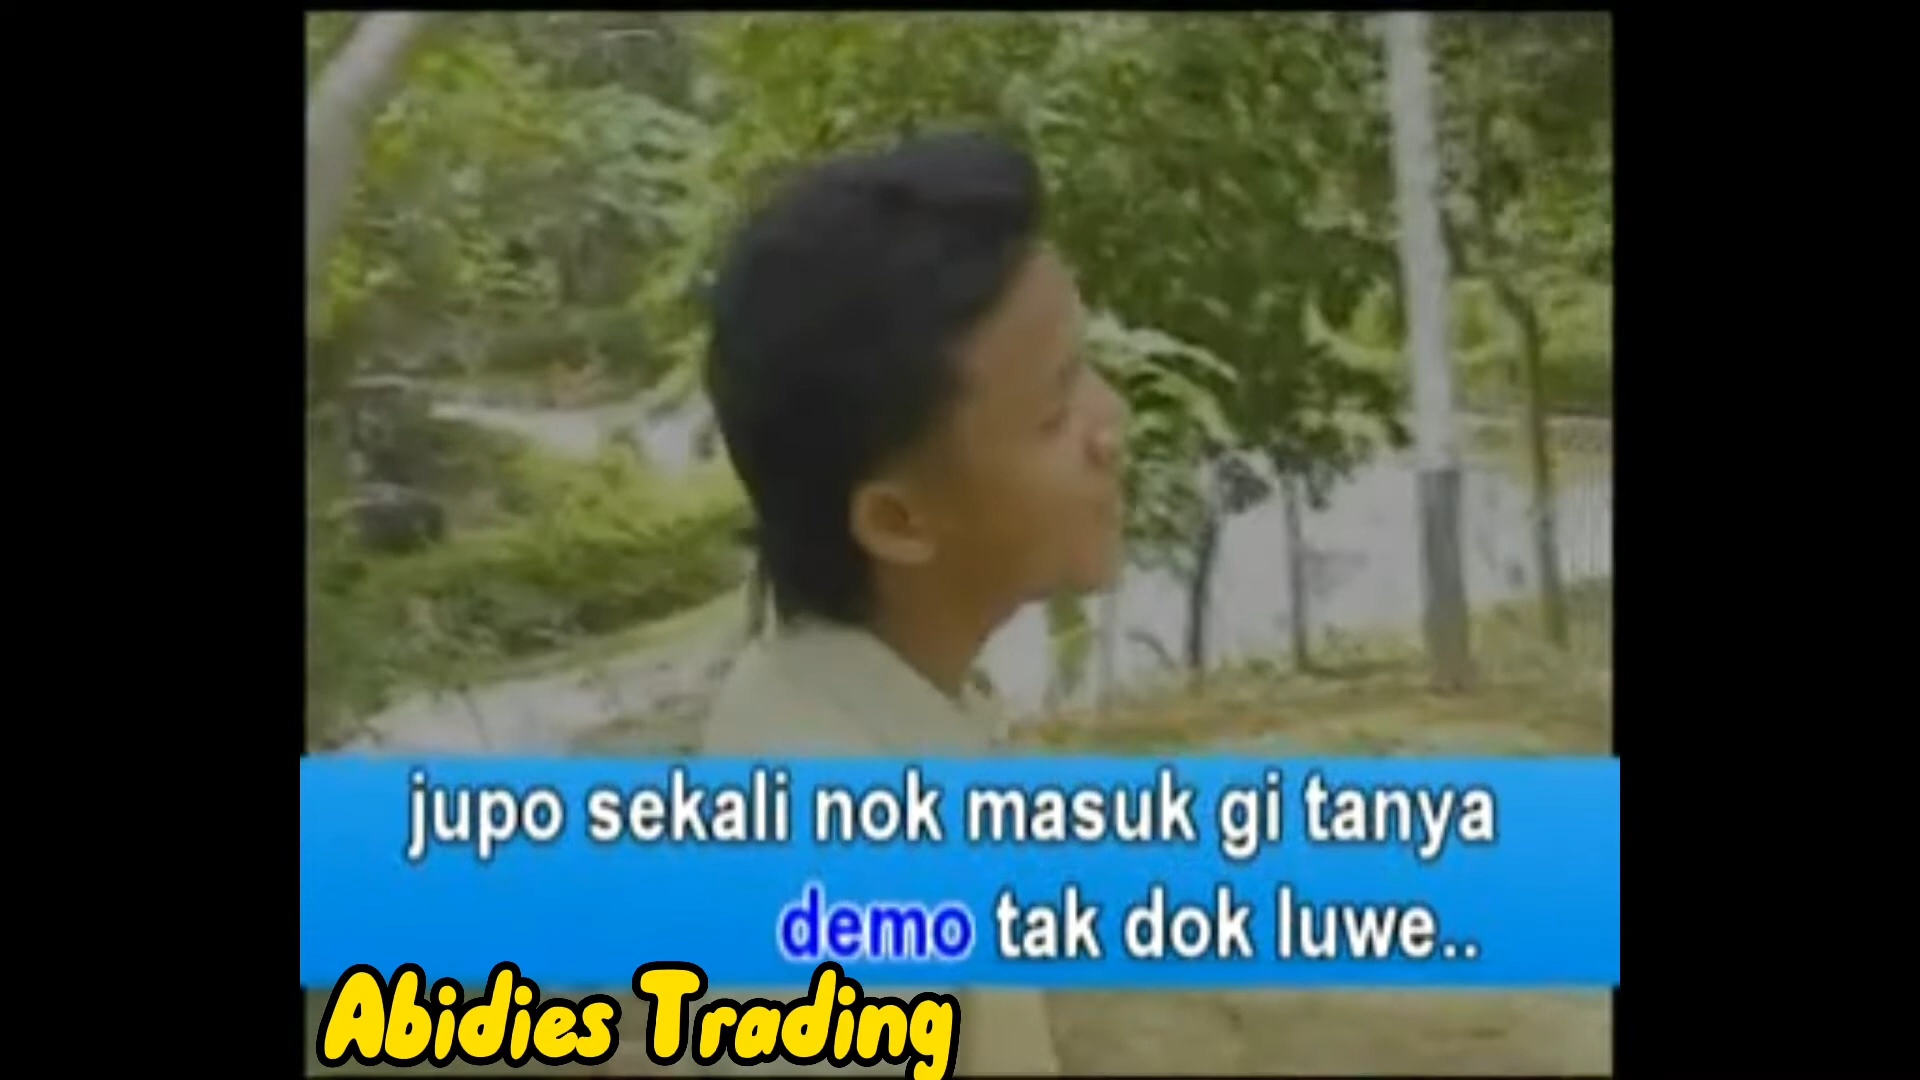 jupo sekali nok masuk gi tanya
demo tak dok luwe..
Abidies Trading